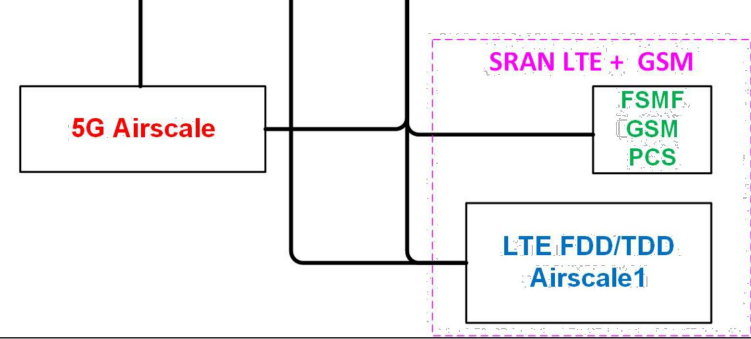 SRAN LTE + GSM
5G Airscale
FSMF
GSM
PCS
LTE FDD/TDD
Airscale1